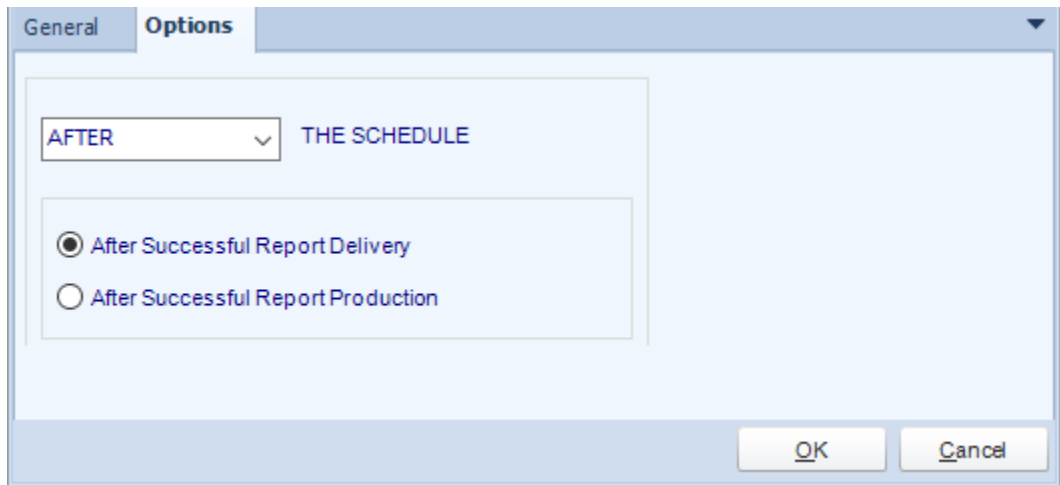 General Options
AFTER THE SCHEDULE
After Successful Report Delivery
After Successful Report Production
OK Cancel